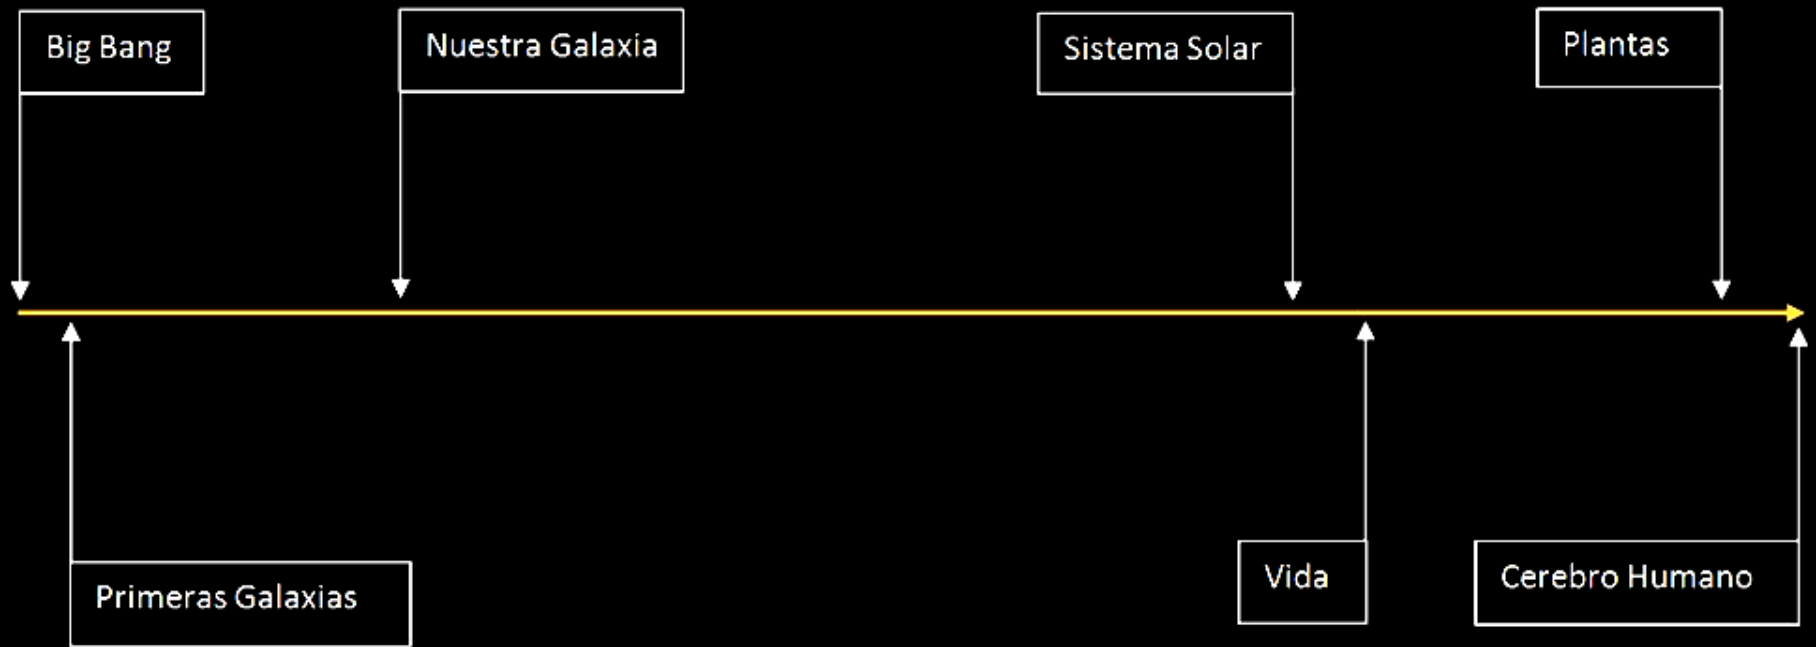 Big Bang
Nuestra Galaxia
Sistema Solar
Plantas
Primeras Galaxias
Vida
Cerebro Humano